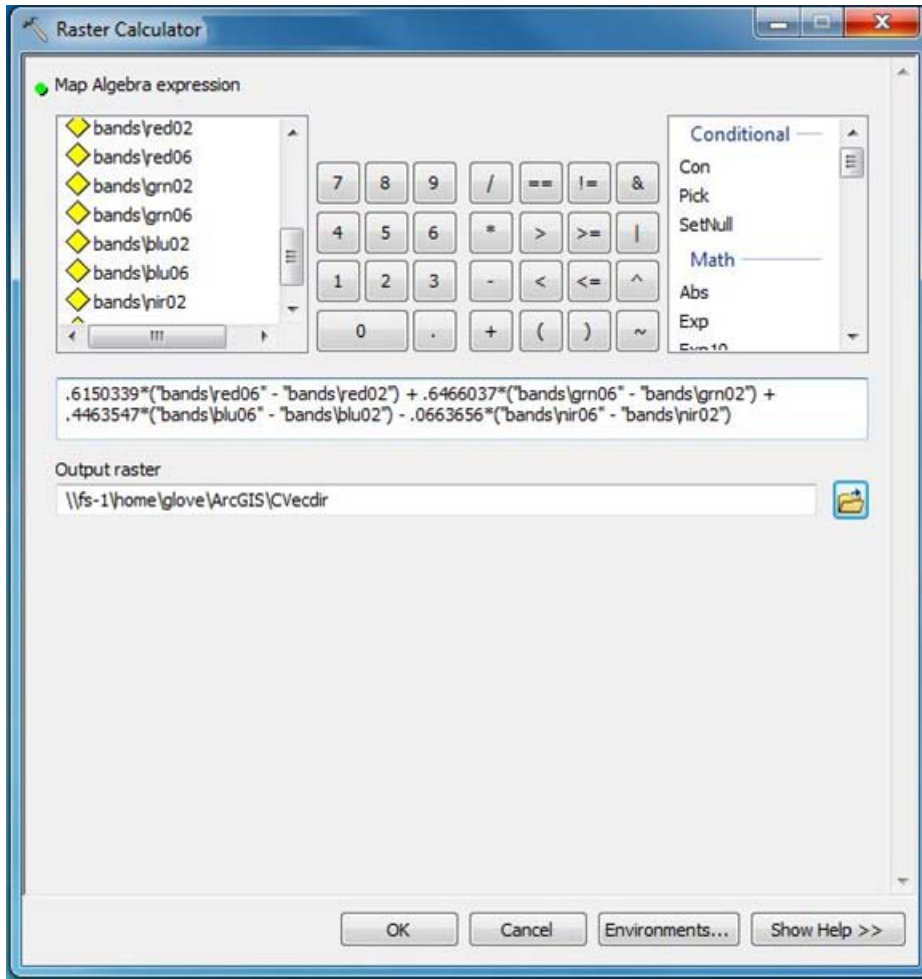 Raster Calculator
Map Algebra expression
bands\red02
bands\red06
bands\grn02
bands\grn06
bands\blu02
bands\blu06
bands\nir02
7 8 9 / == != &
4 5 6 * > >= |
1 2 3 - < <= ^
0 . + ( ) ~
Conditional
Con
Pick
SetNull
Math
Abs
Exp
Exp10
.6150339*("bands\red06" - "bands\red02") + .6466037*("bands\grn06" - "bands\grn02") +
.4463547*("bands\blu06" - "bands\blu02") - .0663656*("bands\nir06" - "bands\nir02")
Output raster
\\fs-1\home\glove\ArcGIS\CVecdir
OK Cancel Environments... Show Help >>